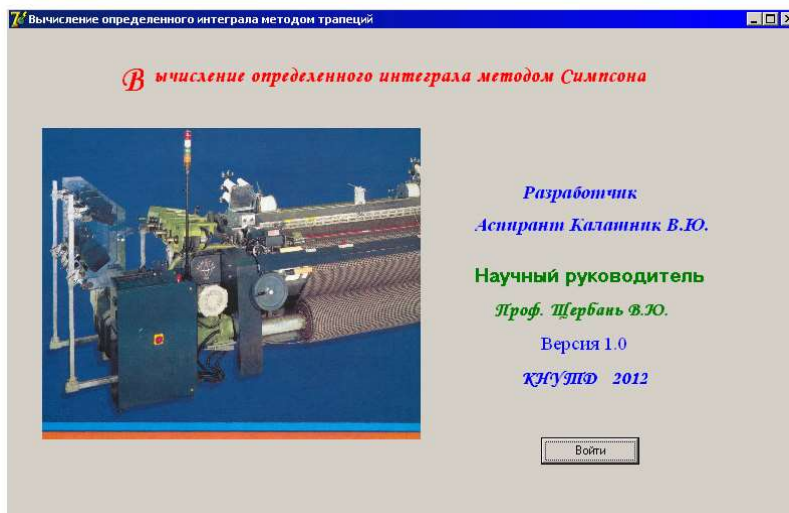 Вычисление определенного интеграла методом трапеций
Вычисление определенного интеграла методом Симпсона
Разработчик
Аспирант Калашник В.Ю.
Научный руководитель
Проф. Щербань В.Ю.
Версия 1.0
КНУТД 2012
Войти